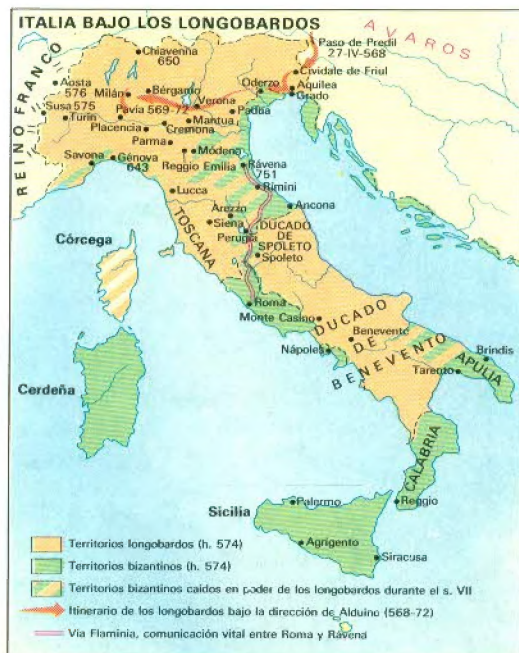 ITALIA BAJO LOS LONGOBARDOS
AVAROS
Paso de Predil
27-IV-568
Chiavenna
650
REINO FRANCO
Aosta
576
Milán
Bérgamo
Oderzo
Cividale de Friul
Aquilea
Grado
Susa 575
Pavía 569-72
Verona
Padua
Turín
Mantua
Placencia
Cremona
Parma
Módena
Savona
Génova
643
Reggio Emilia
Rávena
751
Rímini
Lucca
Arezzo
Ancona
Siena
TOSCANA
Perugia
DUCADO
DE
SPOLETO
Spoleto
Córcega
Roma
Monte Casino
DUCADO
DE
BENEVENTO
Benevento
Nápoles
APULIA
Brindis
Tarento
Cerdeña
CALABRIA
Sicilia
Palermo
Reggio
Agrigento
Siracusa
Territorios longobardos (h. 574)
Territorios bizantinos (h. 574)
Territorios bizantinos caídos en poder de los longobardos durante el s. VII
Itinerario de los longobardos bajo la dirección de Alduino (568-72)
Vía Flaminia, comunicación vital entre Roma y Rávena